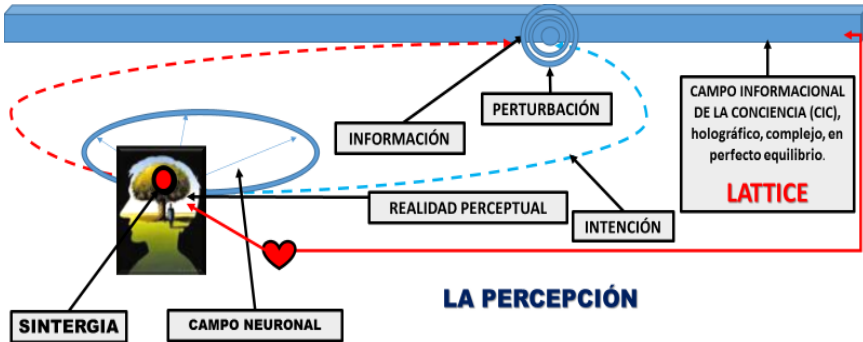 PERTURBACIÓN
INFORMACIÓN
CAMPO INFORMACIONAL
DE LA CONCIENCIA (CIC),
holográfico, complejo, en
perfecto equilibrio.
LATTICE
REALIDAD PERCEPTUAL
INTENCIÓN
LA PERCEPCIÓN
SINTERGIA
CAMPO NEURONAL